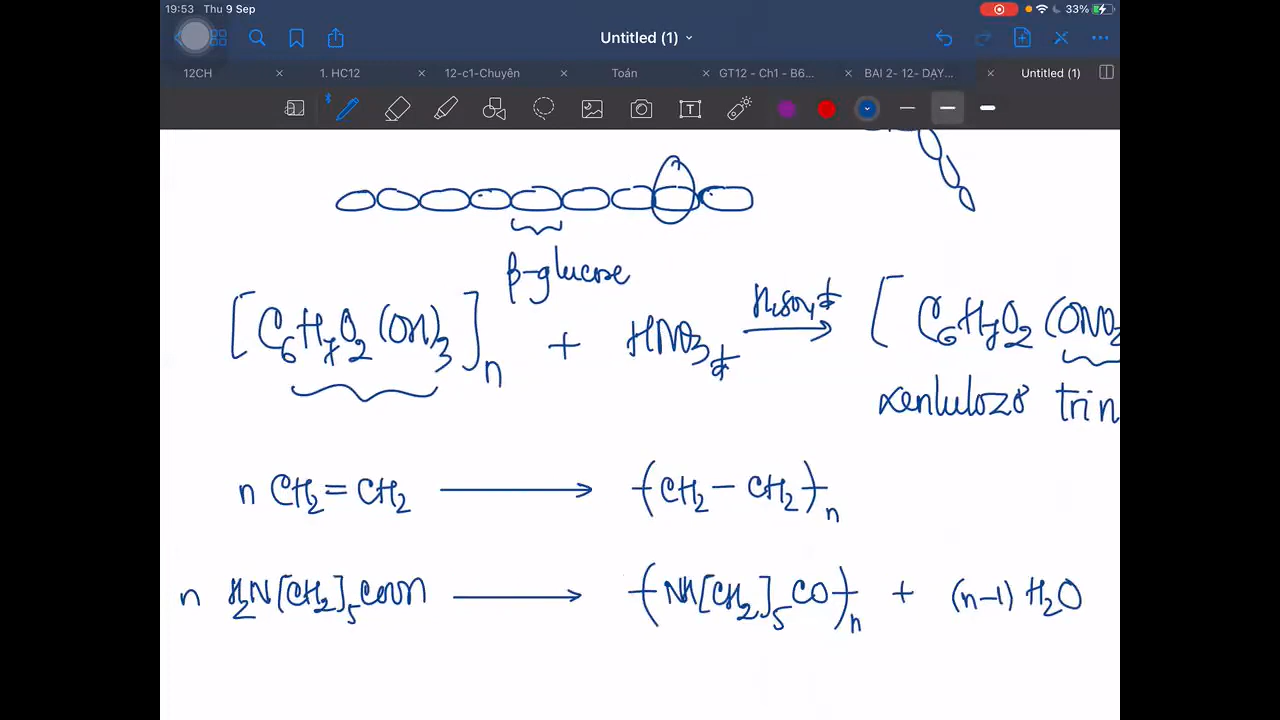 19:53 Thu 9 Sep 33%
Untitled (1)
12CH 1. HC12 12-c1-Chuyên Toán GT12 - Ch1 - B6... BAI 2- 12- DAY... Untitled (1)
β-glucose
[C₆H₇O₂(OH)₃]ₙ + HNO₃ đ H₂SO₄ đ → [C₆H₇O₂(ONO₂
xenlulozơ trin
n CH₂=CH₂ → (CH₂-CH₂)ₙ
n H₂N[CH₂]₅COOH → (NH[CH₂]₅CO)ₙ + (n-1) H₂O